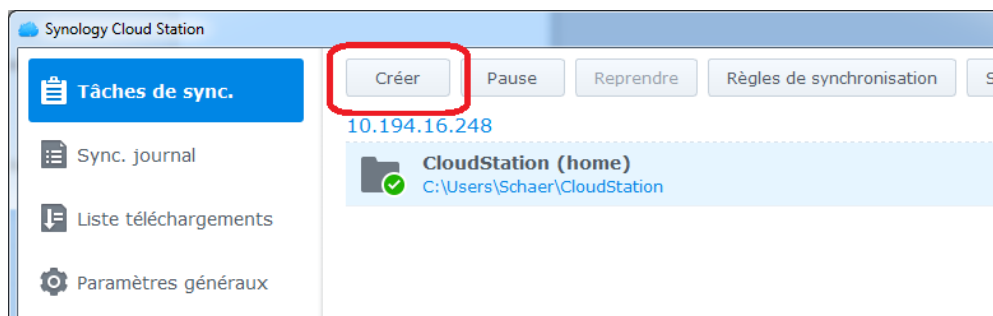 Synology Cloud Station
Tâches de sync.
Sync. journal
Liste téléchargements
Paramètres généraux
Créer
Pause
Reprendre
Règles de synchronisation
S
10.194.16.248
CloudStation (home)
C:\Users\Schaer\CloudStation